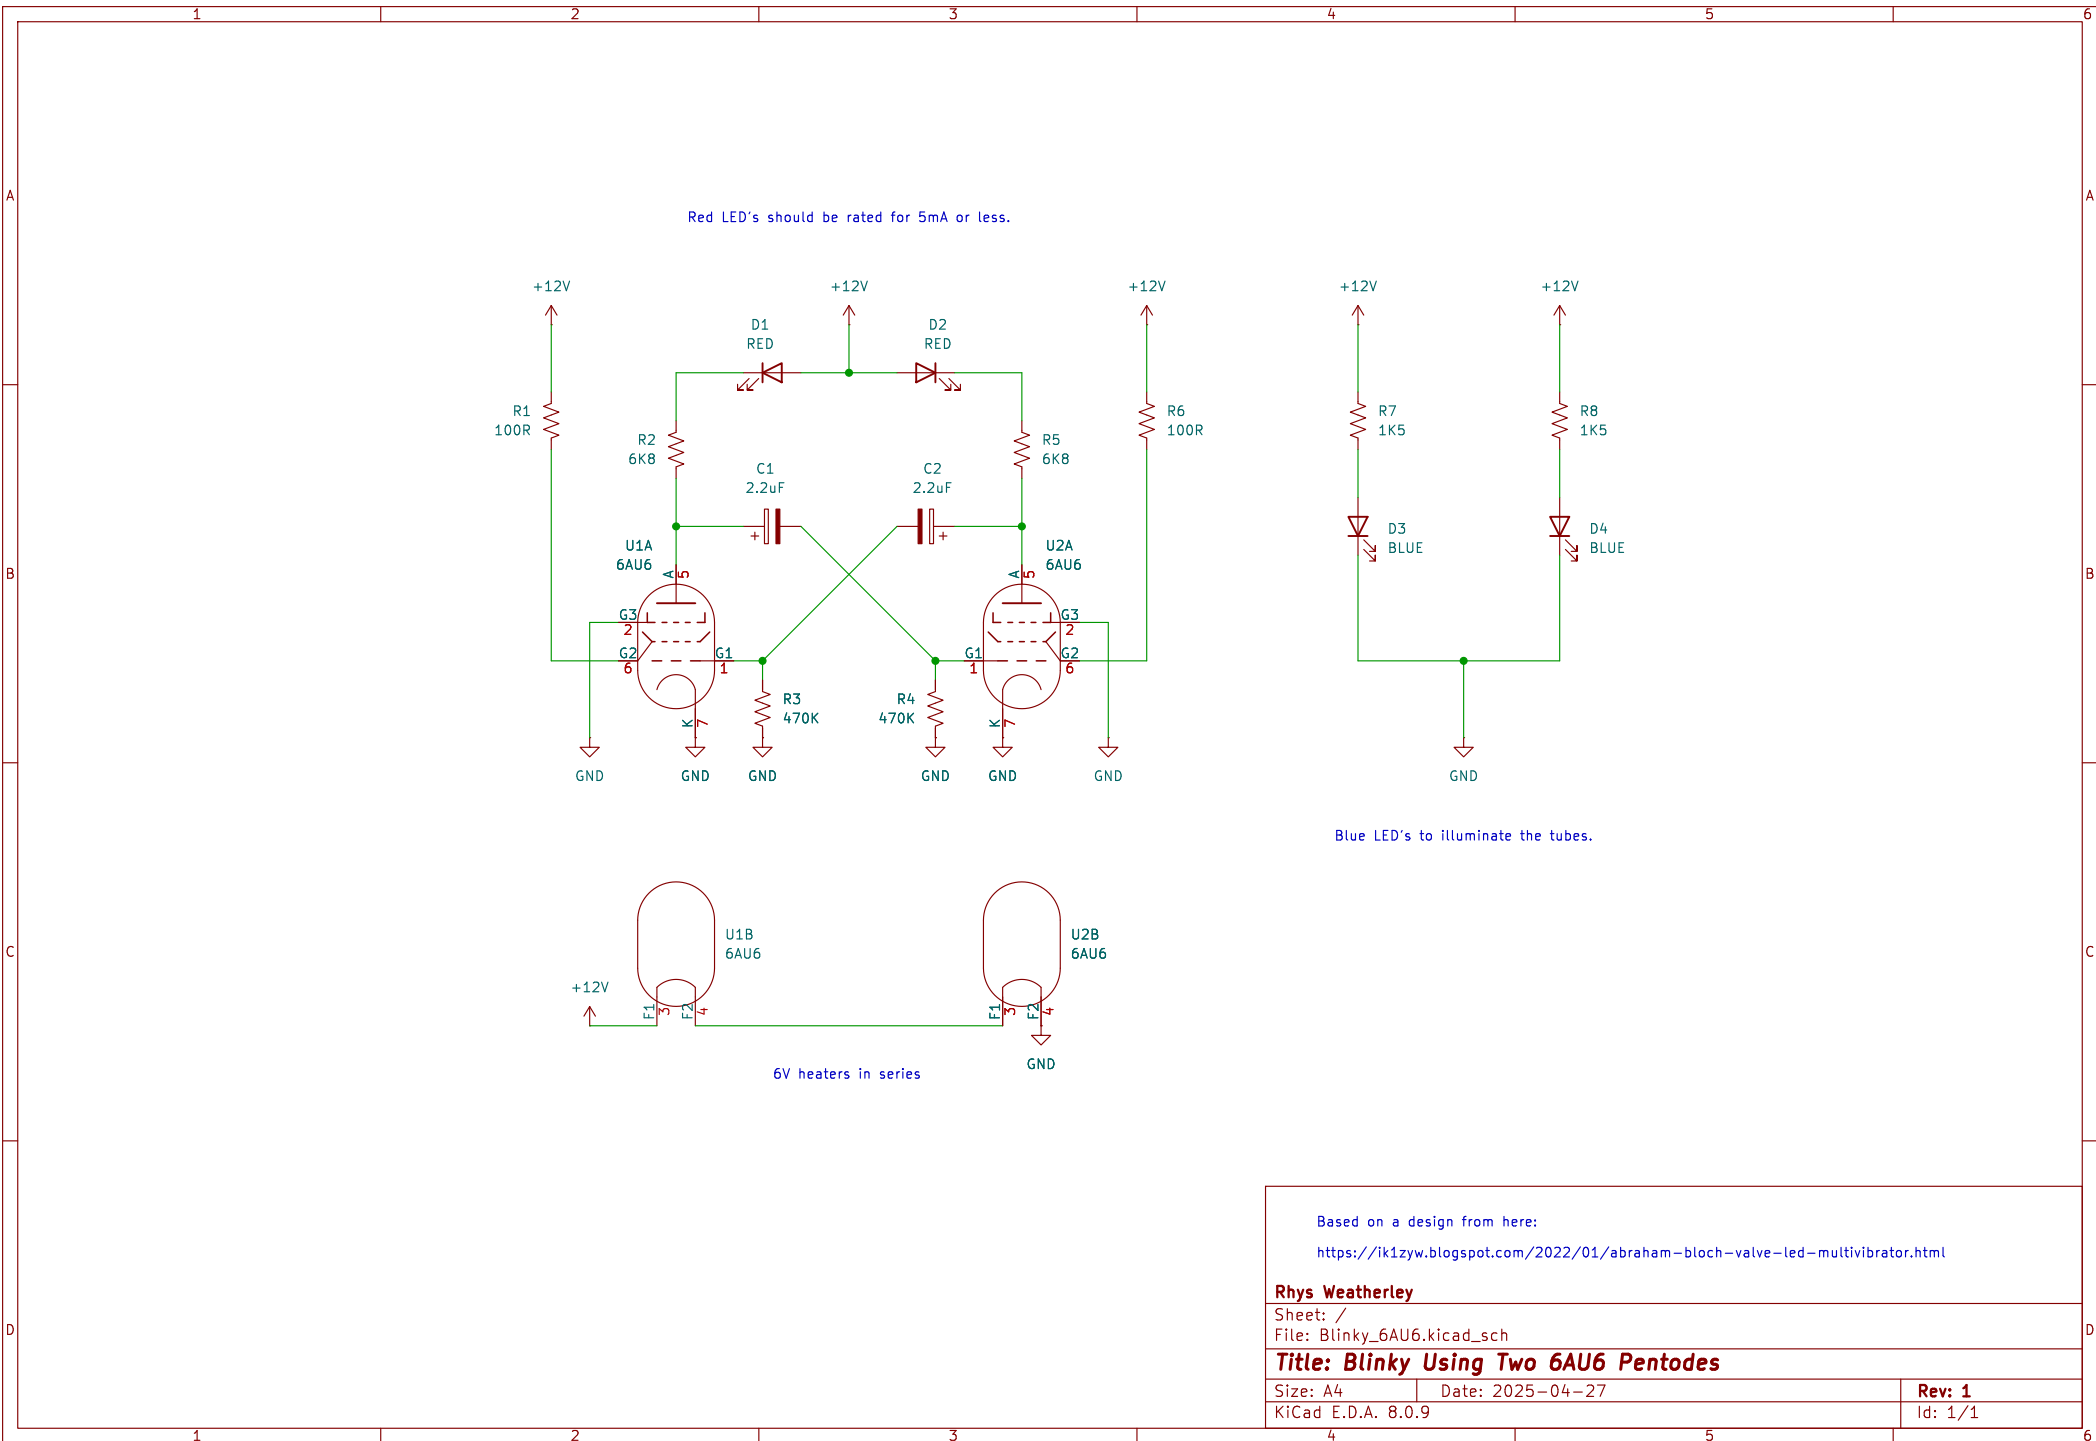 1 2 3 4 5 6
A A
Red LED's should be rated for 5mA or less.
+12V +12V +12V +12V +12V
D1 D2
RED RED
R1 R6 R7 R8
100R 100R 1K5 1K5
R2 R5
6K8 6K8
C1 C2
2.2uF 2.2uF
D3 D4
BLUE BLUE
U1A U2A
6AU6 6AU6
B B
A 5 A 5
G3 G3
2 2
G2 G1 G1 G2
6 1 1 6
R3 R4
470K 470K
K 7 K 7
GND GND GND GND GND GND GND
Blue LED's to illuminate the tubes.
U1B U2B
6AU6 6AU6
C C
+12V
F1 3 F2 4 F1 3 F2 4
GND
6V heaters in series
Based on a design from here:
https://ik1zyw.blogspot.com/2022/01/abraham-bloch-valve-led-multivibrator.html
Rhys Weatherley
Sheet: /
File: Blinky_6AU6.kicad_sch
D D
Title: Blinky Using Two 6AU6 Pentodes
Size: A4 Date: 2025-04-27 Rev: 1
KiCad E.D.A. 8.0.9 Id: 1/1
1 2 3 4 5 6